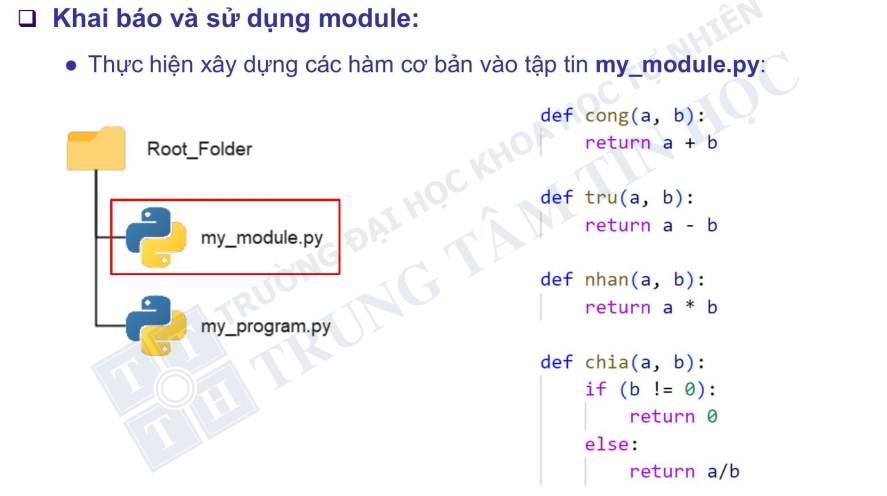 ❑ Khai báo và sử dụng module:
● Thực hiện xây dựng các hàm cơ bản vào tập tin my_module.py:
Root_Folder
my_module.py
my_program.py
def cong(a, b):
    return a + b
def tru(a, b):
    return a - b
def nhan(a, b):
    return a * b
def chia(a, b):
    if (b != 0):
        return 0
    else:
        return a/b
TRƯỜNG ĐẠI HỌC KHOA HỌC TỰ NHIÊN
TRUNG TÂM TIN HỌC
T T
T H